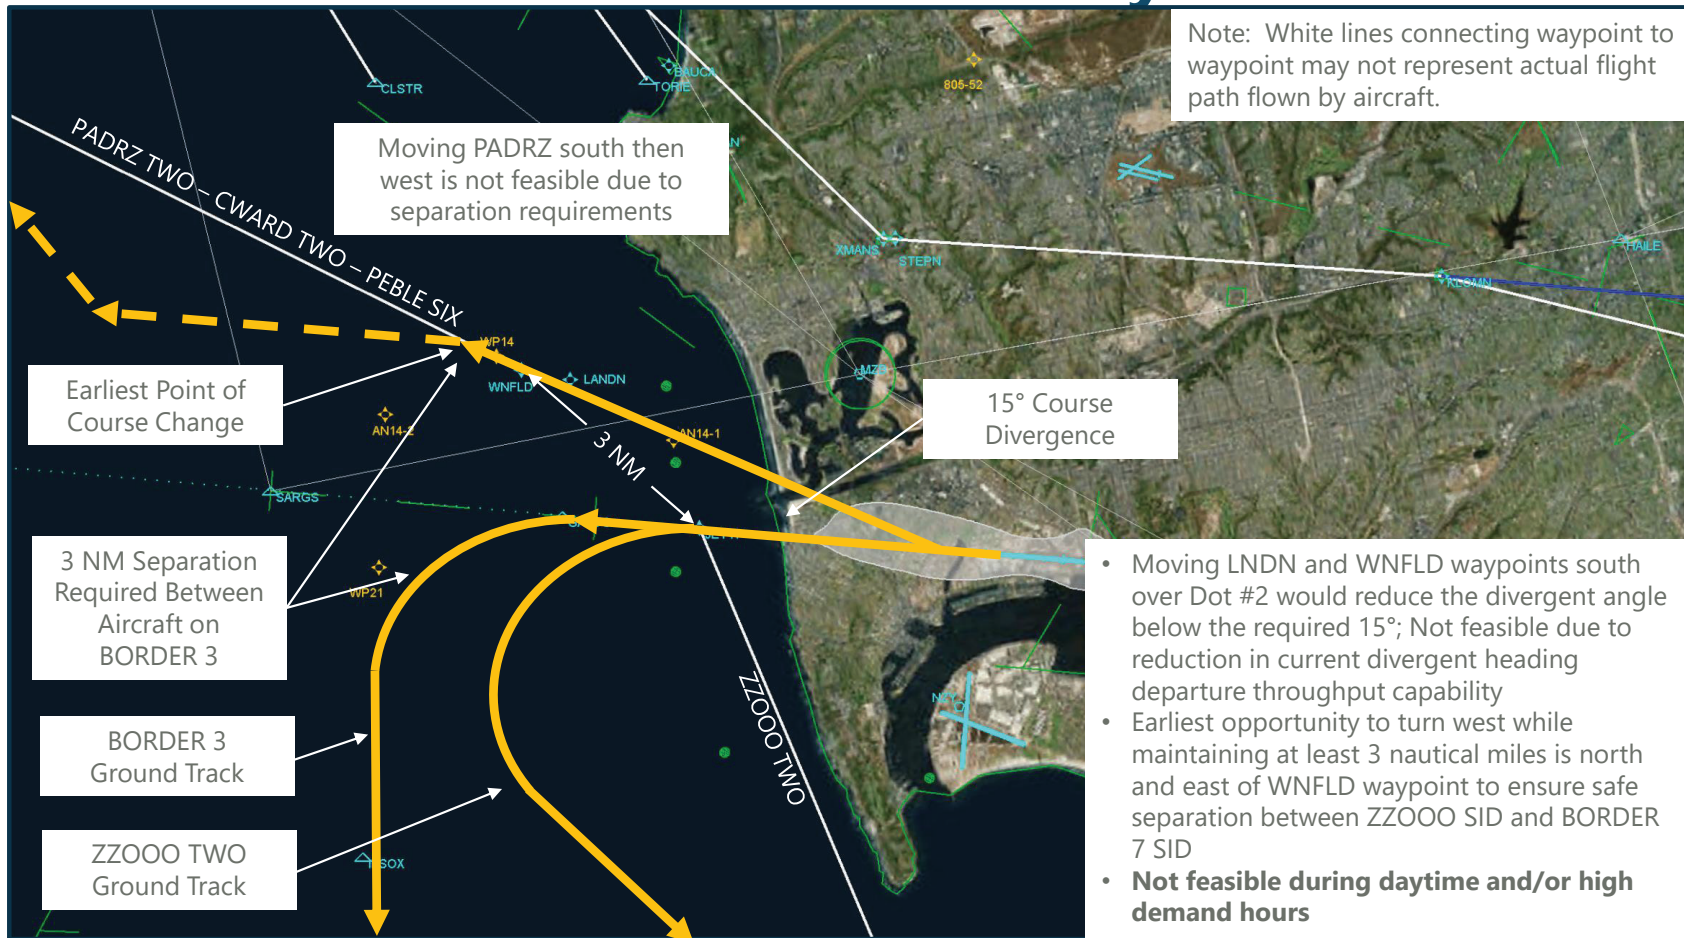 Note: White lines connecting waypoint to
waypoint may not represent actual flight
path flown by aircraft.
CLSTR
TORIE
BAUCA
805-52
PADRZ TWO – CWARD TWO – PEBLE SIX
Moving PADRZ south then
west is not feasible due to
separation requirements
XMANS
STEPN
HAILE
KLOMN
WP14
WNFLD
LANDN
MZB
Earliest Point of
Course Change
AN14-2
AN14-1
3 NM
15° Course
Divergence
SARGS
3 NM Separation
Required Between
Aircraft on
BORDER 3
WP21
BORDER 3
Ground Track
ZZOOO TWO
ZZOOO TWO
Ground Track
• Moving LNDN and WNFLD waypoints south
over Dot #2 would reduce the divergent angle
below the required 15°; Not feasible due to
reduction in current divergent heading
departure throughput capability
• Earliest opportunity to turn west while
maintaining at least 3 nautical miles is north
and east of WNFLD waypoint to ensure safe
separation between ZZOOO SID and BORDER
7 SID
• Not feasible during daytime and/or high
demand hours